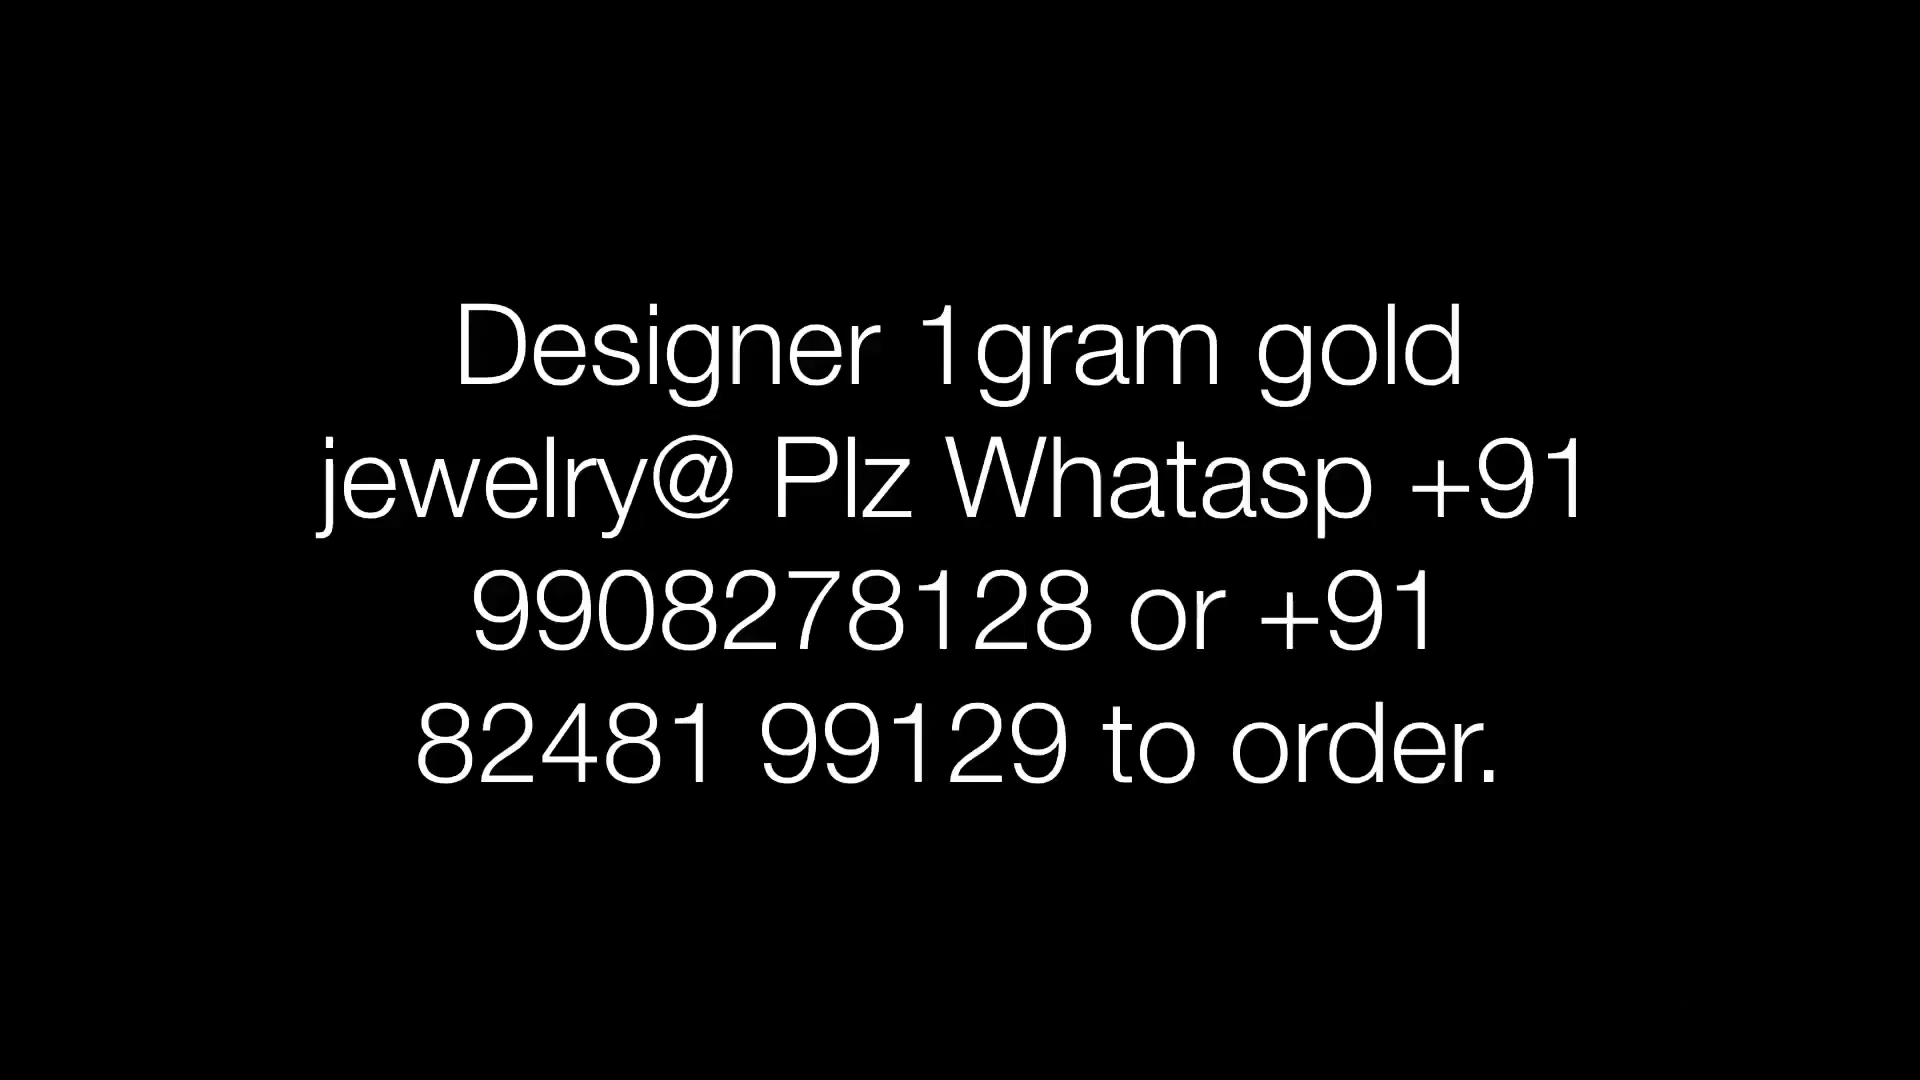 Designer 1gram gold
jewelry@ Plz Whatasp +91
9908278128 or +91
82481 99129 to order.